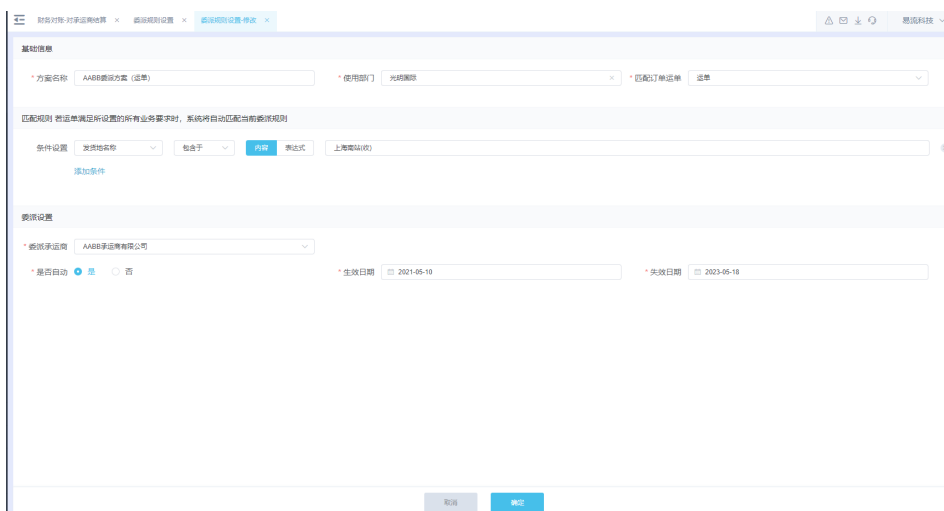 财务对账-对承运商结算 × 委派规则设置 × 委派规则设置-修改 × 易流科技
基础信息
* 方案名称 AABB委派方案（运单） * 使用部门 光明国际 × * 匹配订单运单 运单
匹配规则 若运单满足所设置的所有业务要求时，系统将自动匹配当前委派规则
条件设置 发货地名称 包含于 内容 表达式 上海南站(欣)
添加条件
委派设置
* 委派承运商 AABB承运商有限公司
* 是否自动 是 否 * 生效日期 2021-05-10 * 失效日期 2023-05-18
取消 确定